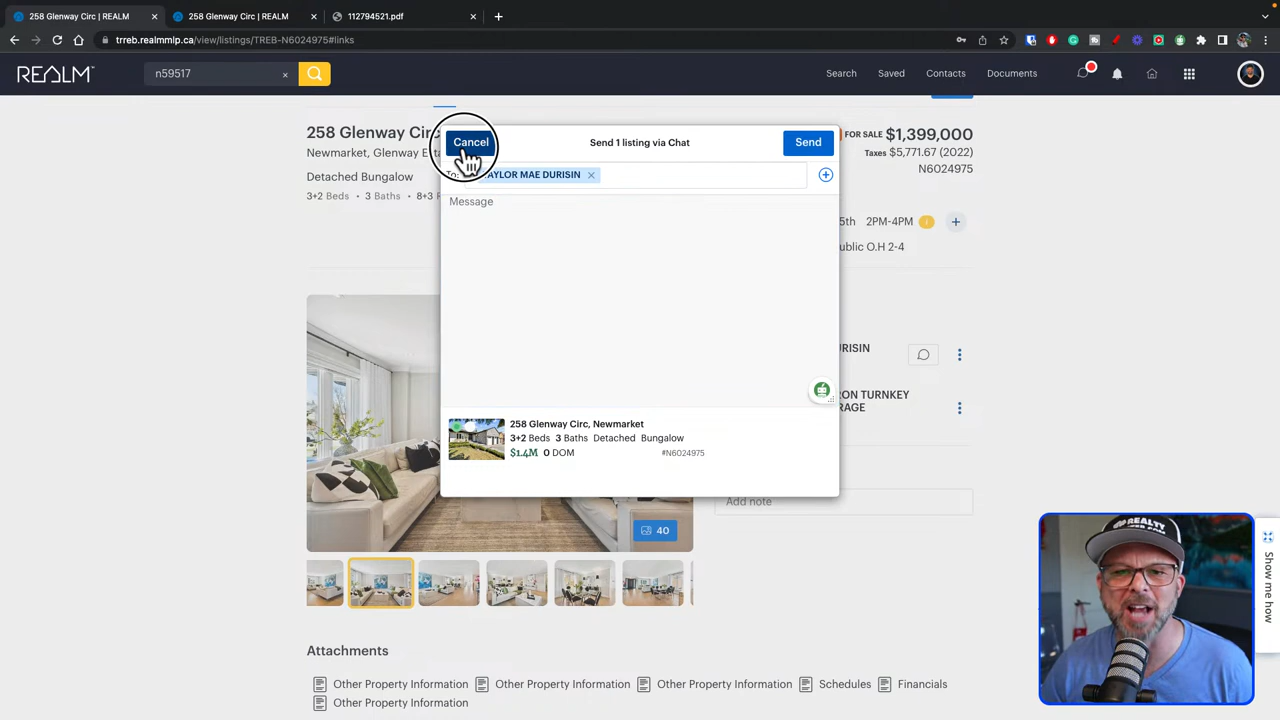 258 Glenway Circ | REALM
258 Glenway Circ | REALM
112794521.pdf
trreb.realmmlp.ca/view/listings/TREB-N6024975#links
REALM
n59517
Search
Saved
Contacts
Documents
258 Glenway Circ
Newmarket, Glenway Est
Detached Bungalow
3+2 Beds • 3 Baths • 8+3
FOR SALE $1,399,000
Taxes $5,771.67 (2022)
N6024975
Cancel
Send 1 listing via Chat
Send
To:
AYLOR MAE DURISIN
Message
5th 2PM-4PM
ublic O.H 2-4
URISIN
RON TURNKEY
RAGE
258 Glenway Circ, Newmarket
3+2 Beds 3 Baths Detached Bungalow
$1.4M 0 DOM #N6024975
Add note
40
Attachments
Other Property Information
Other Property Information
Other Property Information
Schedules
Financials
Other Property Information
REALTY
Show me how